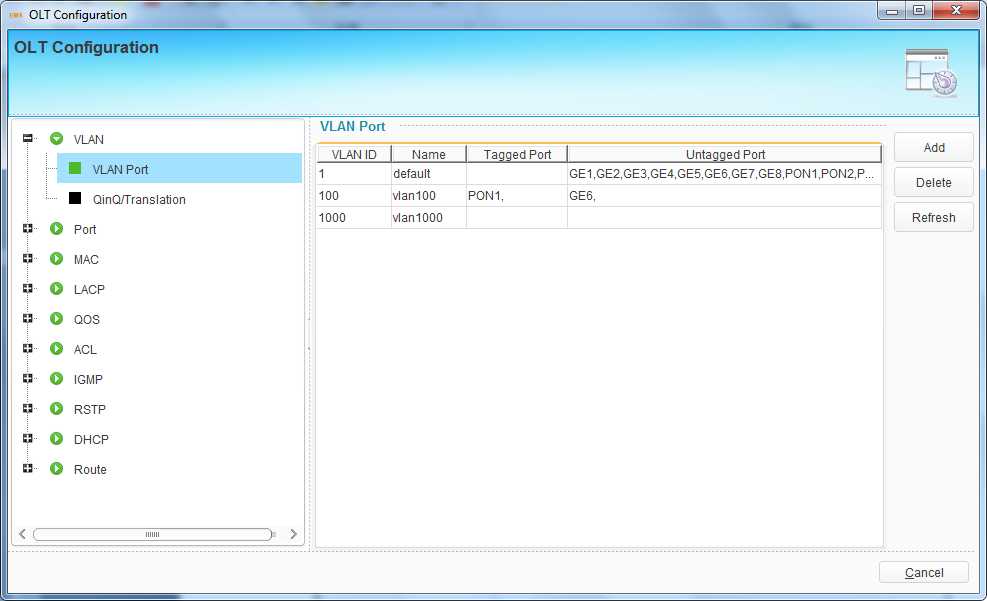 EMS OLT Configuration
OLT Configuration
VLAN
VLAN Port
QinQ/Translation
Port
MAC
LACP
QOS
ACL
IGMP
RSTP
DHCP
Route
VLAN Port
VLAN ID Name Tagged Port Untagged Port
1 default GE1,GE2,GE3,GE4,GE5,GE6,GE7,GE8,PON1,PON2,P...
100 vlan100 PON1, GE6,
1000 vlan1000
Add
Delete
Refresh
Cancel